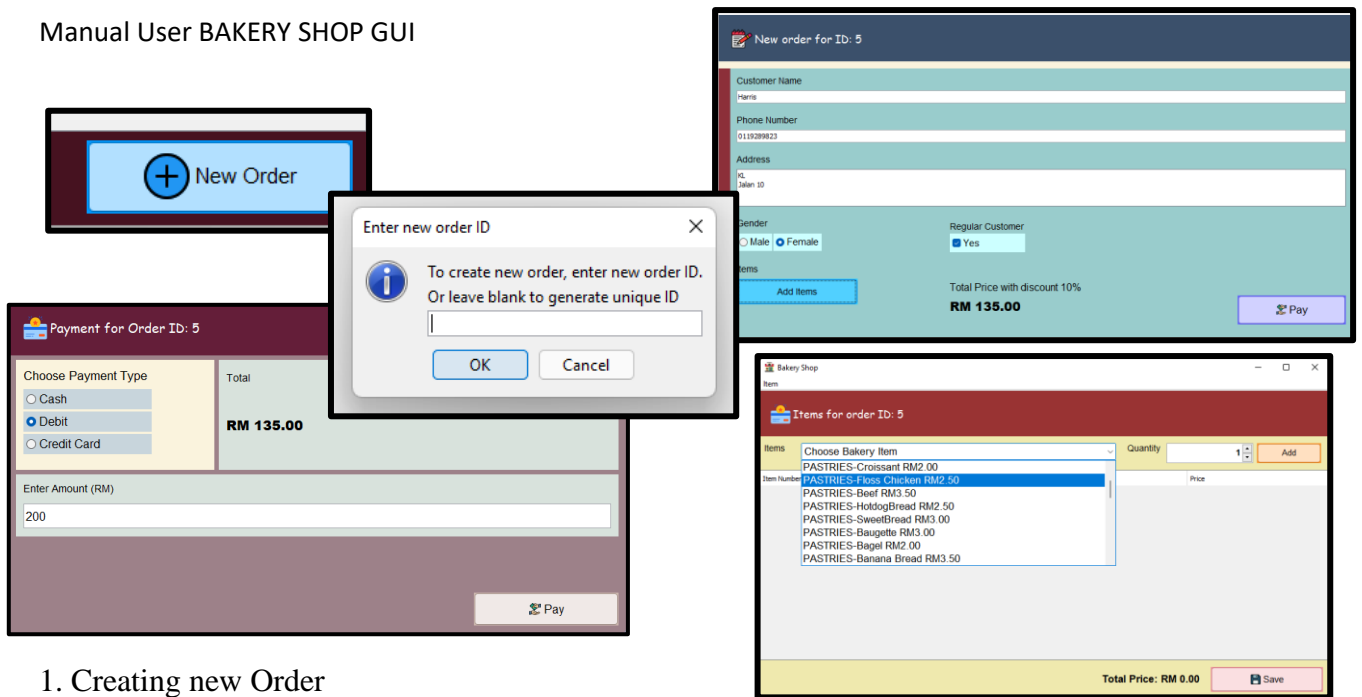 Manual User BAKERY SHOP GUI
New Order
Enter new order ID
To create new order, enter new order ID.
Or leave blank to generate unique ID
OK Cancel
New order for ID: 5
Customer Name
Harris
Phone Number
0119289823
Address
KL
Jalan 10
Gender
Male Female
Regular Customer
Yes
Items
Add Items
Total Price with discount 10%
RM 135.00
Pay
Payment for Order ID: 5
Choose Payment Type
Cash
Debit
Credit Card
Total
RM 135.00
Enter Amount (RM)
200
Pay
Bakery Shop
Item
Items for order ID: 5
Items Choose Bakery Item Quantity 1 Add
Item Number Price
PASTRIES-Croissant RM2.00
PASTRIES-Floss Chicken RM2.50
PASTRIES-Beef RM3.50
PASTRIES-HotdogBread RM2.50
PASTRIES-SweetBread RM3.00
PASTRIES-Baugette RM3.00
PASTRIES-Bagel RM2.00
PASTRIES-Banana Bread RM3.50
Total Price: RM 0.00 Save
1. Creating new Order